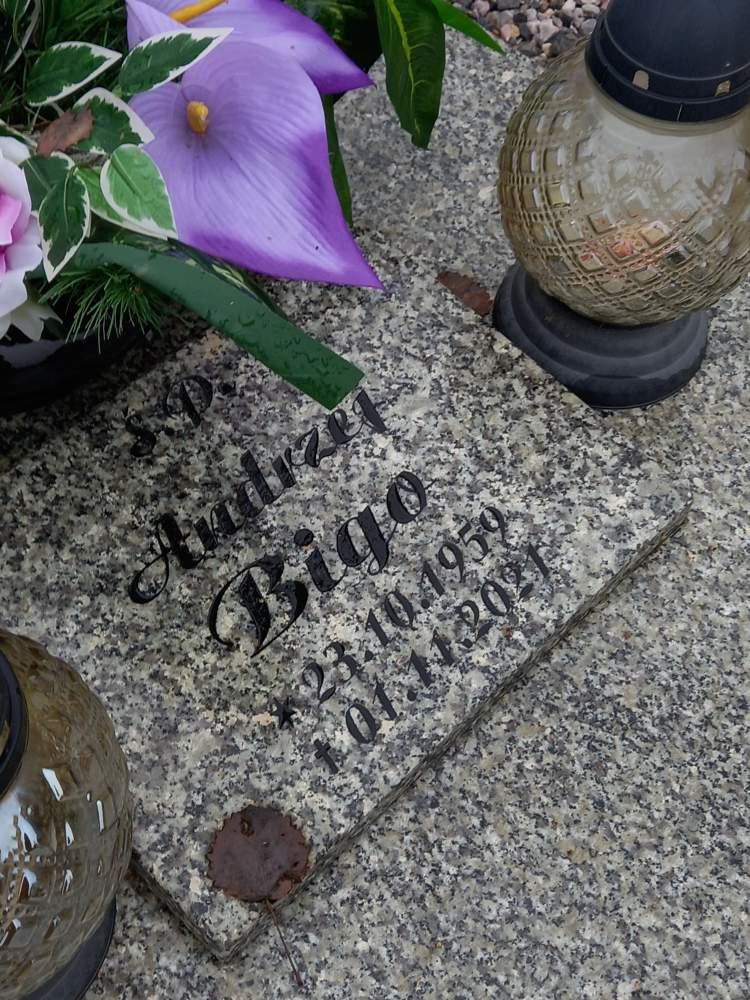 Ś.P.
Andrzej
Bigo
★ 23.10.1959
✝ 01.11.2021